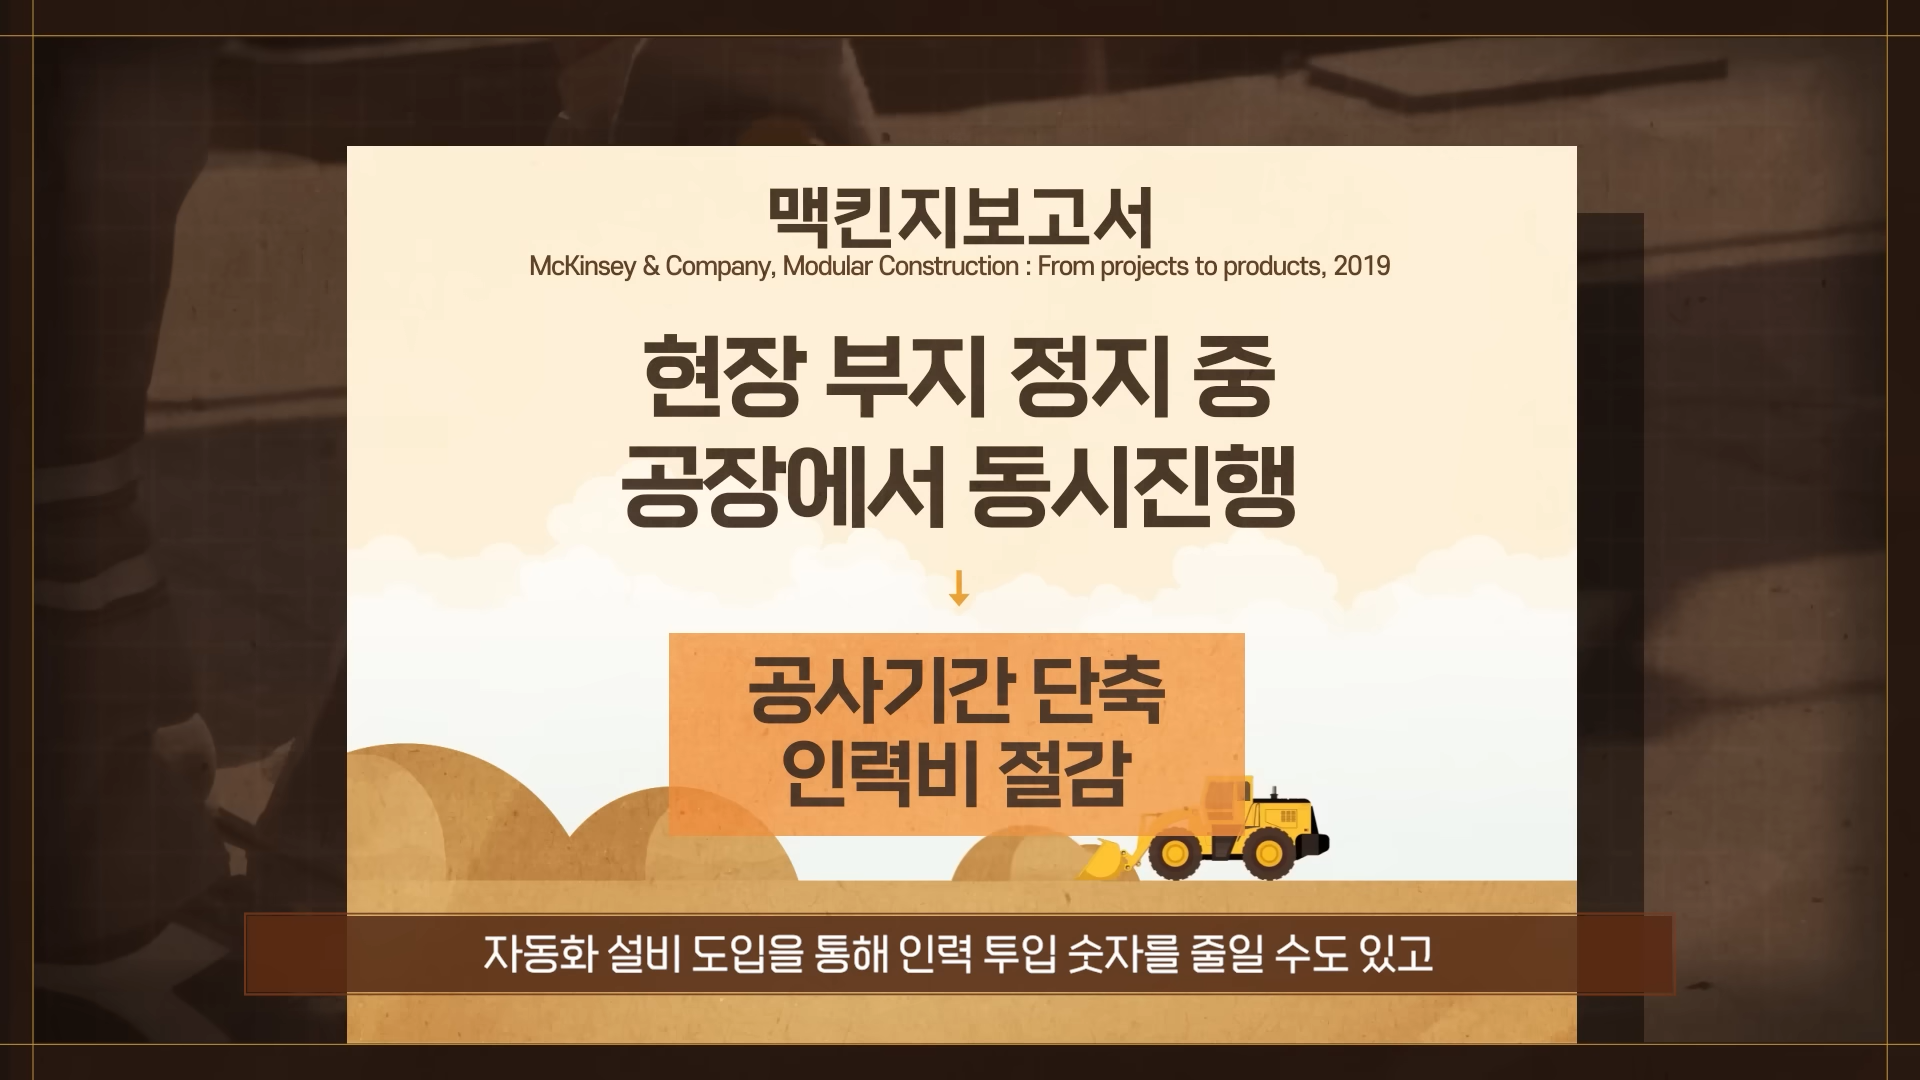 맥킨지보고서
McKinsey & Company, Modular Construction : From projects to products, 2019
현장 부지 정지 중
공장에서 동시진행
공사기간 단축
인력비 절감
자동화 설비 도입을 통해 인력 투입 숫자를 줄일 수도 있고